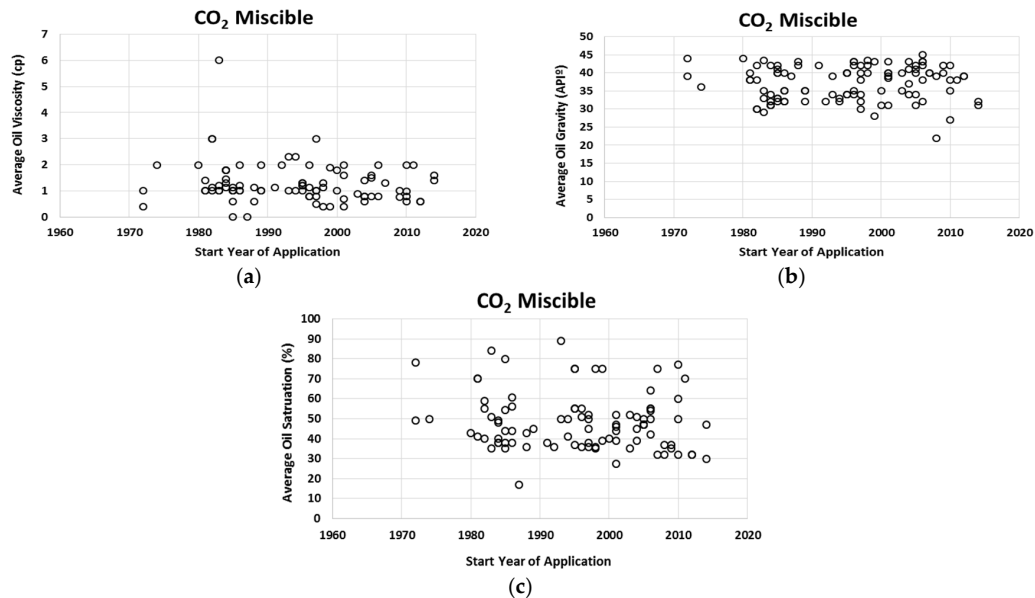 CO₂ Miscible
Average Oil Viscosity (cp)
7
6
5
4
3
2
1
0
1960 1970 1980 1990 2000 2010 2020
Start Year of Application
(a)
CO₂ Miscible
Average Oil Gravity (APIº)
50
45
40
35
30
25
20
15
10
5
0
1960 1970 1980 1990 2000 2010 2020
Start Year of Application
(b)
CO₂ Miscible
Average Oil Satruation (%)
100
90
80
70
60
50
40
30
20
10
0
1960 1970 1980 1990 2000 2010 2020
Start Year of Application
(c)